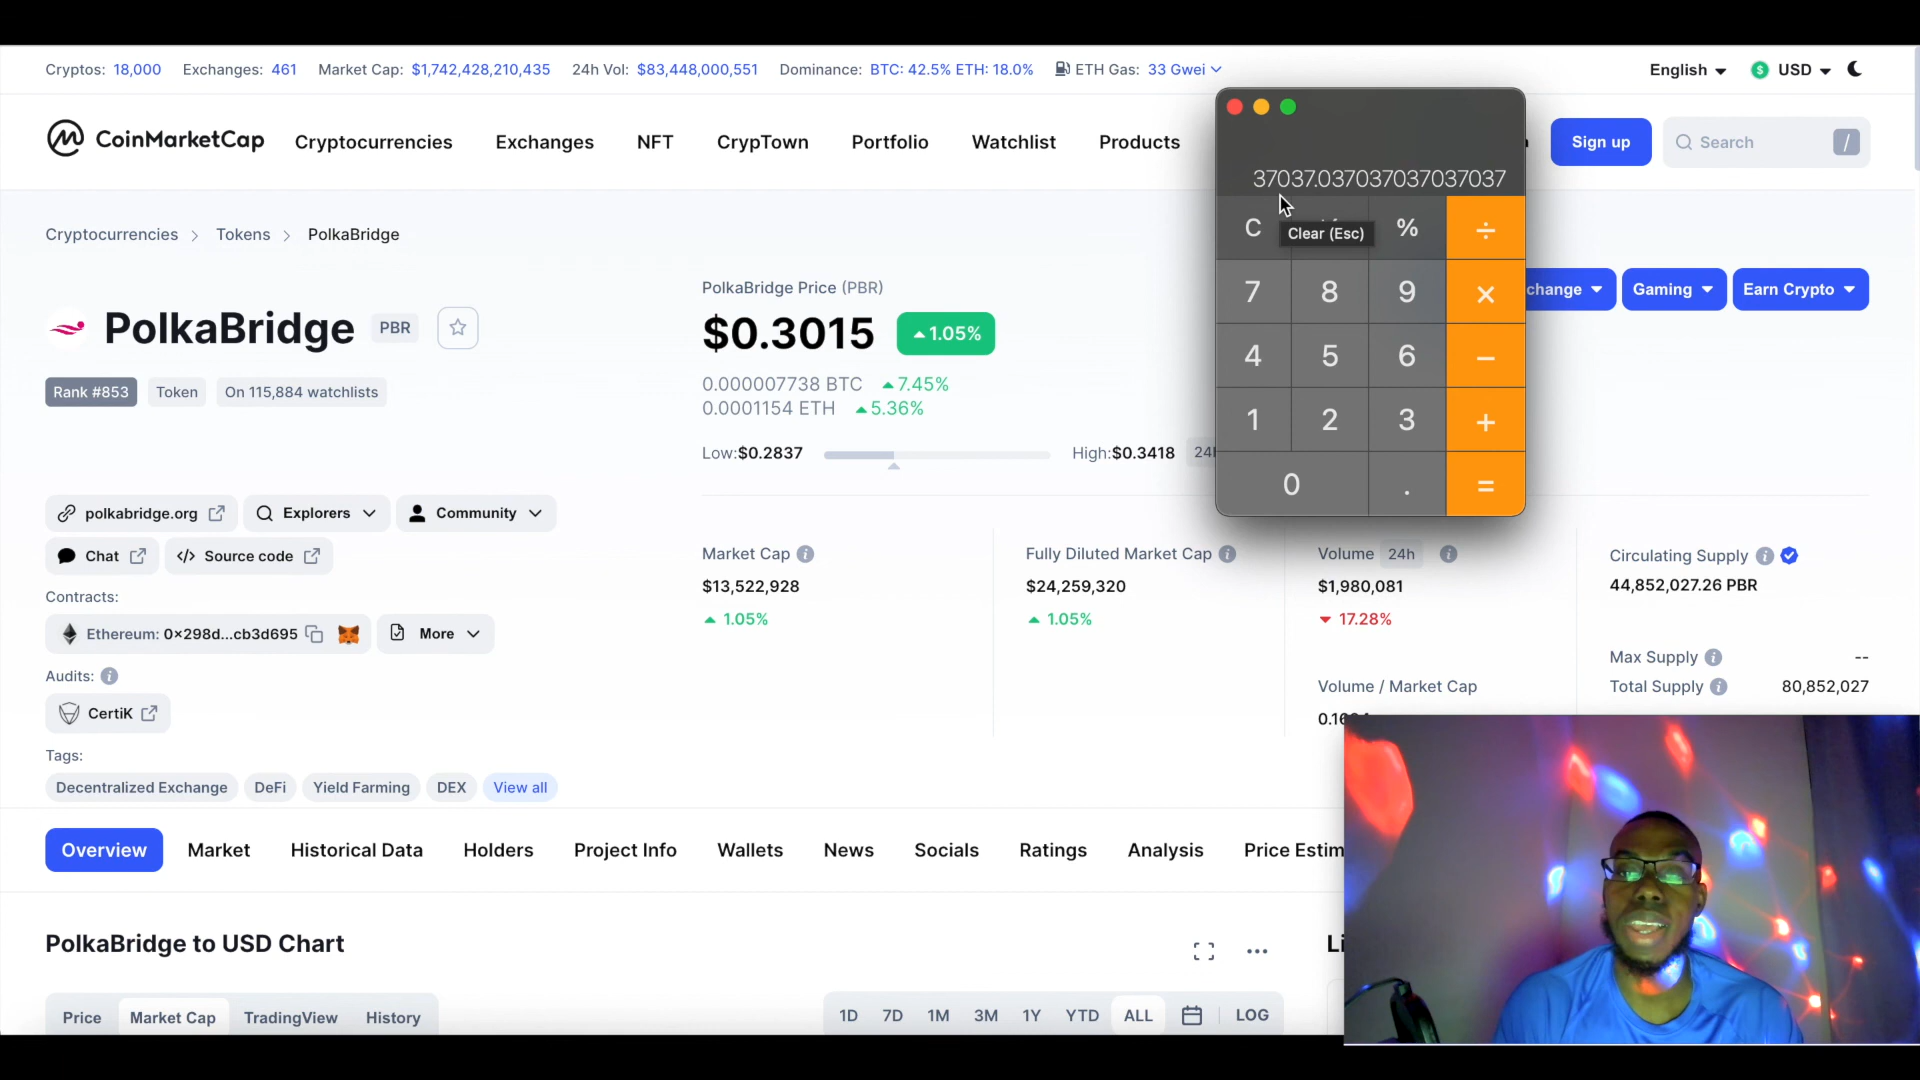 Cryptos: 18,000 Exchanges: 461 Market Cap: $1,742,428,210,435 24h Vol: $83,448,000,551 Dominance: BTC: 42.5% ETH: 18.0% ETH Gas: 33 Gwei English USD
CoinMarketCap Cryptocurrencies Exchanges NFT CrypTown Portfolio Watchlist Products Sign up Search /
37037.037037037037037
C % ÷
Clear (Esc)
7 8 9 ×
4 5 6 −
1 2 3 +
0 . =
Cryptocurrencies > Tokens > PolkaBridge
PolkaBridge PBR
Rank #853 Token On 115,884 watchlists
PolkaBridge Price (PBR)
$0.3015 1.05%
0.000007738 BTC 7.45%
0.0001154 ETH 5.36%
Low:$0.2837 High:$0.3418 24
change Gaming Earn Crypto
polkabridge.org Explorers Community
Chat Source code
Contracts:
Ethereum: 0×298d...cb3d695 More
Audits:
CertiK
Tags:
Decentralized Exchange DeFi Yield Farming DEX View all
Market Cap
$13,522,928
1.05%
Fully Diluted Market Cap
$24,259,320
1.05%
Volume 24h
$1,980,081
17.28%
Volume / Market Cap
Circulating Supply
44,852,027.26 PBR
Max Supply --
Total Supply 80,852,027
Overview Market Historical Data Holders Project Info Wallets News Socials Ratings Analysis Price Estim
PolkaBridge to USD Chart
Price Market Cap TradingView History
1D 7D 1M 3M 1Y YTD ALL LOG